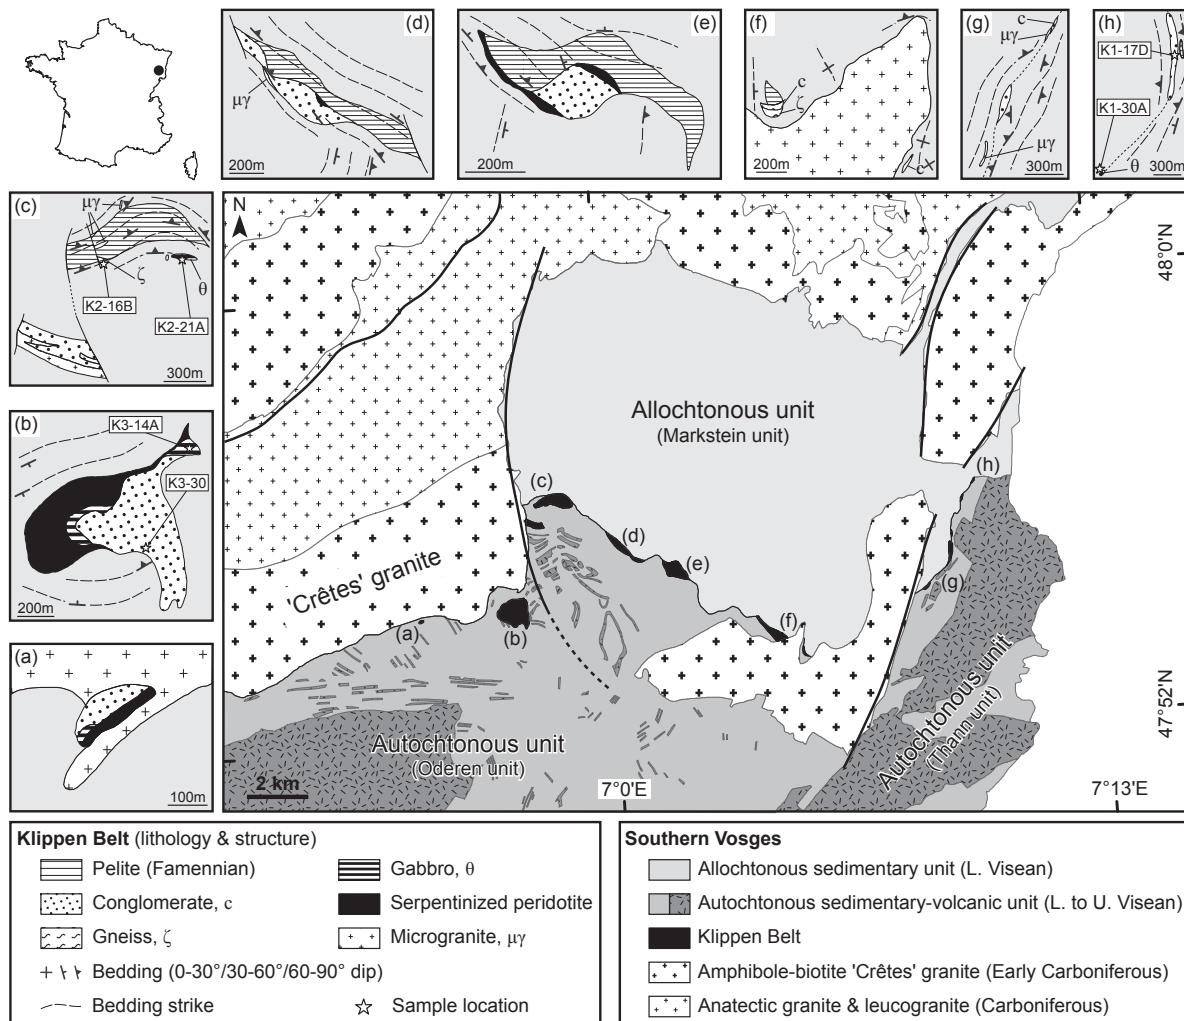 (d)
μγ
200m
(e)
200m
(f)
c
ζ
c
200m
(g)
c
μγ
μγ
300m
(h)
K1-17D
K1-30A
θ
300m
(c)
μγ
ζ
θ
K2-16B
K2-21A
300m
(b)
K3-14A
K3-30
200m
(a)
100m
N
48°0'N
Allochtonous unit
(Markstein unit)
(h)
(c)
(d)
(e)
(g)
'Crêtes' granite
(a)
(b)
(f)
47°52'N
Autochtonous unit
(Oderen unit)
Autochtonous unit
(Thann unit)
2 km
7°0'E
7°13'E
Klippen Belt (lithology & structure)
Pelite (Famennian)
Gabbro, θ
Conglomerate, c
Serpentinized peridotite
Gneiss, ζ
Microgranite, μγ
Bedding (0-30°/30-60°/60-90° dip)
Bedding strike
Sample location
Southern Vosges
Allochtonous sedimentary unit (L. Visean)
Autochtonous sedimentary-volcanic unit (L. to U. Visean)
Klippen Belt
Amphibole-biotite 'Crêtes' granite (Early Carboniferous)
Anatectic granite & leucogranite (Carboniferous)